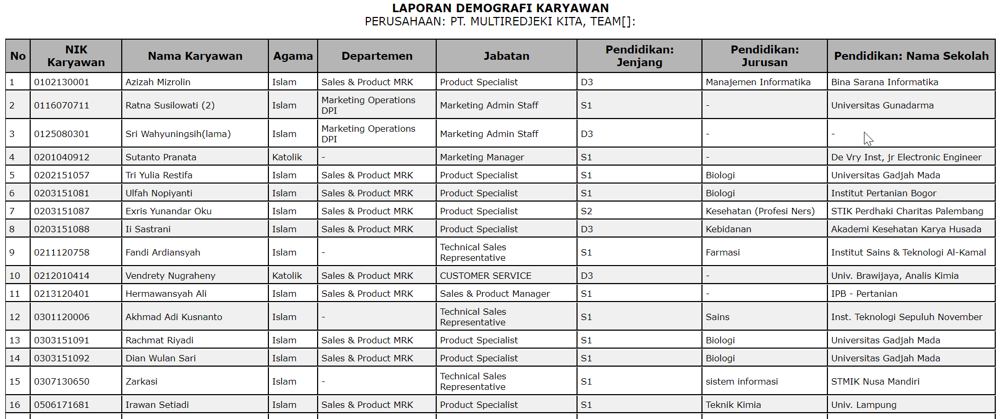 LAPORAN DEMOGRAFI KARYAWAN
PERUSAHAAN: PT. MULTIREDJEKI KITA, TEAM[]:
No NIK Karyawan Nama Karyawan Agama Departemen Jabatan Pendidikan: Jenjang Pendidikan: Jurusan Pendidikan: Nama Sekolah
1 0102130001 Azizah Mizrolin Islam Sales & Product MRK Product Specialist D3 Manajemen Informatika Bina Sarana Informatika
2 0116070711 Ratna Susilowati (2) Islam Marketing Operations DPI Marketing Admin Staff S1 - Universitas Gunadarma
3 0125080301 Sri Wahyuningsih(lama) Islam Marketing Operations DPI Marketing Admin Staff D3 - -
4 0201040912 Sutanto Pranata Katolik - Marketing Manager S1 - De Vry Inst, jr Electronic Engineer
5 0202151057 Tri Yulia Restifa Islam Sales & Product MRK Product Specialist S1 Biologi Universitas Gadjah Mada
6 0203151081 Ulfah Nopiyanti Islam Sales & Product MRK Product Specialist S1 Biologi Institut Pertanian Bogor
7 0203151087 Exris Yunandar Oku Islam Sales & Product MRK Product Specialist S2 Kesehatan (Profesi Ners) STIK Perdhaki Charitas Palembang
8 0203151088 Ii Sastrani Islam Sales & Product MRK Product Specialist D3 Kebidanan Akademi Kesehatan Karya Husada
9 0211120758 Fandi Ardiansyah Islam - Technical Sales Representative S1 Farmasi Institut Sains & Teknologi Al-Kamal
10 0212010414 Vendrety Nugraheny Katolik Sales & Product MRK CUSTOMER SERVICE D3 - Univ. Brawijaya, Analis Kimia
11 0213120401 Hermawansyah Ali Islam Sales & Product MRK Sales & Product Manager S1 - IPB - Pertanian
12 0301120006 Akhmad Adi Kusnanto Islam - Technical Sales Representative S1 Sains Inst. Teknologi Sepuluh November
13 0303151091 Rachmat Riyadi Islam Sales & Product MRK Product Specialist S1 Biologi Universitas Gadjah Mada
14 0303151092 Dian Wulan Sari Islam Sales & Product MRK Product Specialist S1 Biologi Universitas Gadjah Mada
15 0307130650 Zarkasi Islam - Technical Sales Representative S1 sistem informasi STMIK Nusa Mandiri
16 0506171681 Irawan Setiadi Islam Sales & Product MRK Product Specialist S1 Teknik Kimia Univ. Lampung